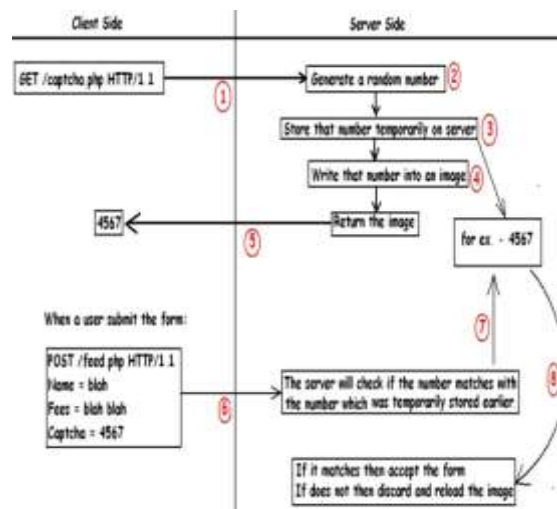 Client Side
Server Side
GET /captcha.php HTTP/1 1
1
Generate a random number
2
Store that number temporarily on server
3
Write that number into an image
4
4567
5
Return the image
for ex. - 4567
When a user submit the form:
7
8
POST /feed php HTTP/1 1
Name = blah
Fees = blah blah
Captcha = 4567
6
The server will check if the number matches with
the number which was temporarily stored earlier
If it matches then accept the form
If does not then discard and reload the image